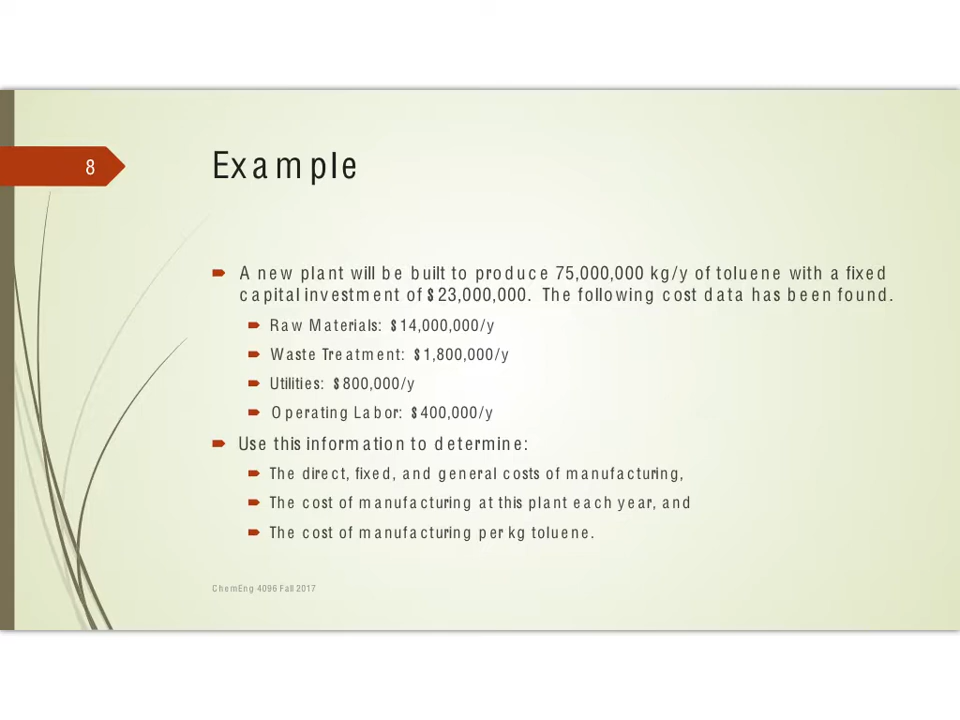 8
Example
A new plant will be built to produce 75,000,000 kg/y of toluene with a fixed
capital investment of $23,000,000. The following cost data has been found.
Raw Materials: $14,000,000/y
Waste Treatment: $1,800,000/y
Utilities: $800,000/y
Operating Labor: $400,000/y
Use this information to determine:
The direct, fixed, and general costs of manufacturing,
The cost of manufacturing at this plant each year, and
The cost of manufacturing per kg toluene.
ChemEng 4096 Fall 2017